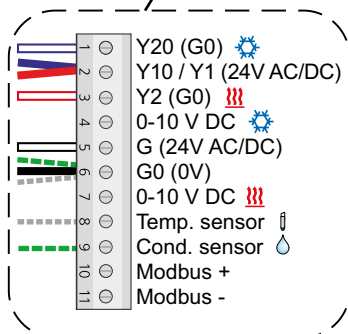 1 Y20 (G0)
2 Y10 / Y1 (24V AC/DC)
3 Y2 (G0)
4 0-10 V DC
5 G (24V AC/DC)
6 G0 (0V)
7 0-10 V DC
8 Temp. sensor
9 Cond. sensor
10 Modbus +
11 Modbus -